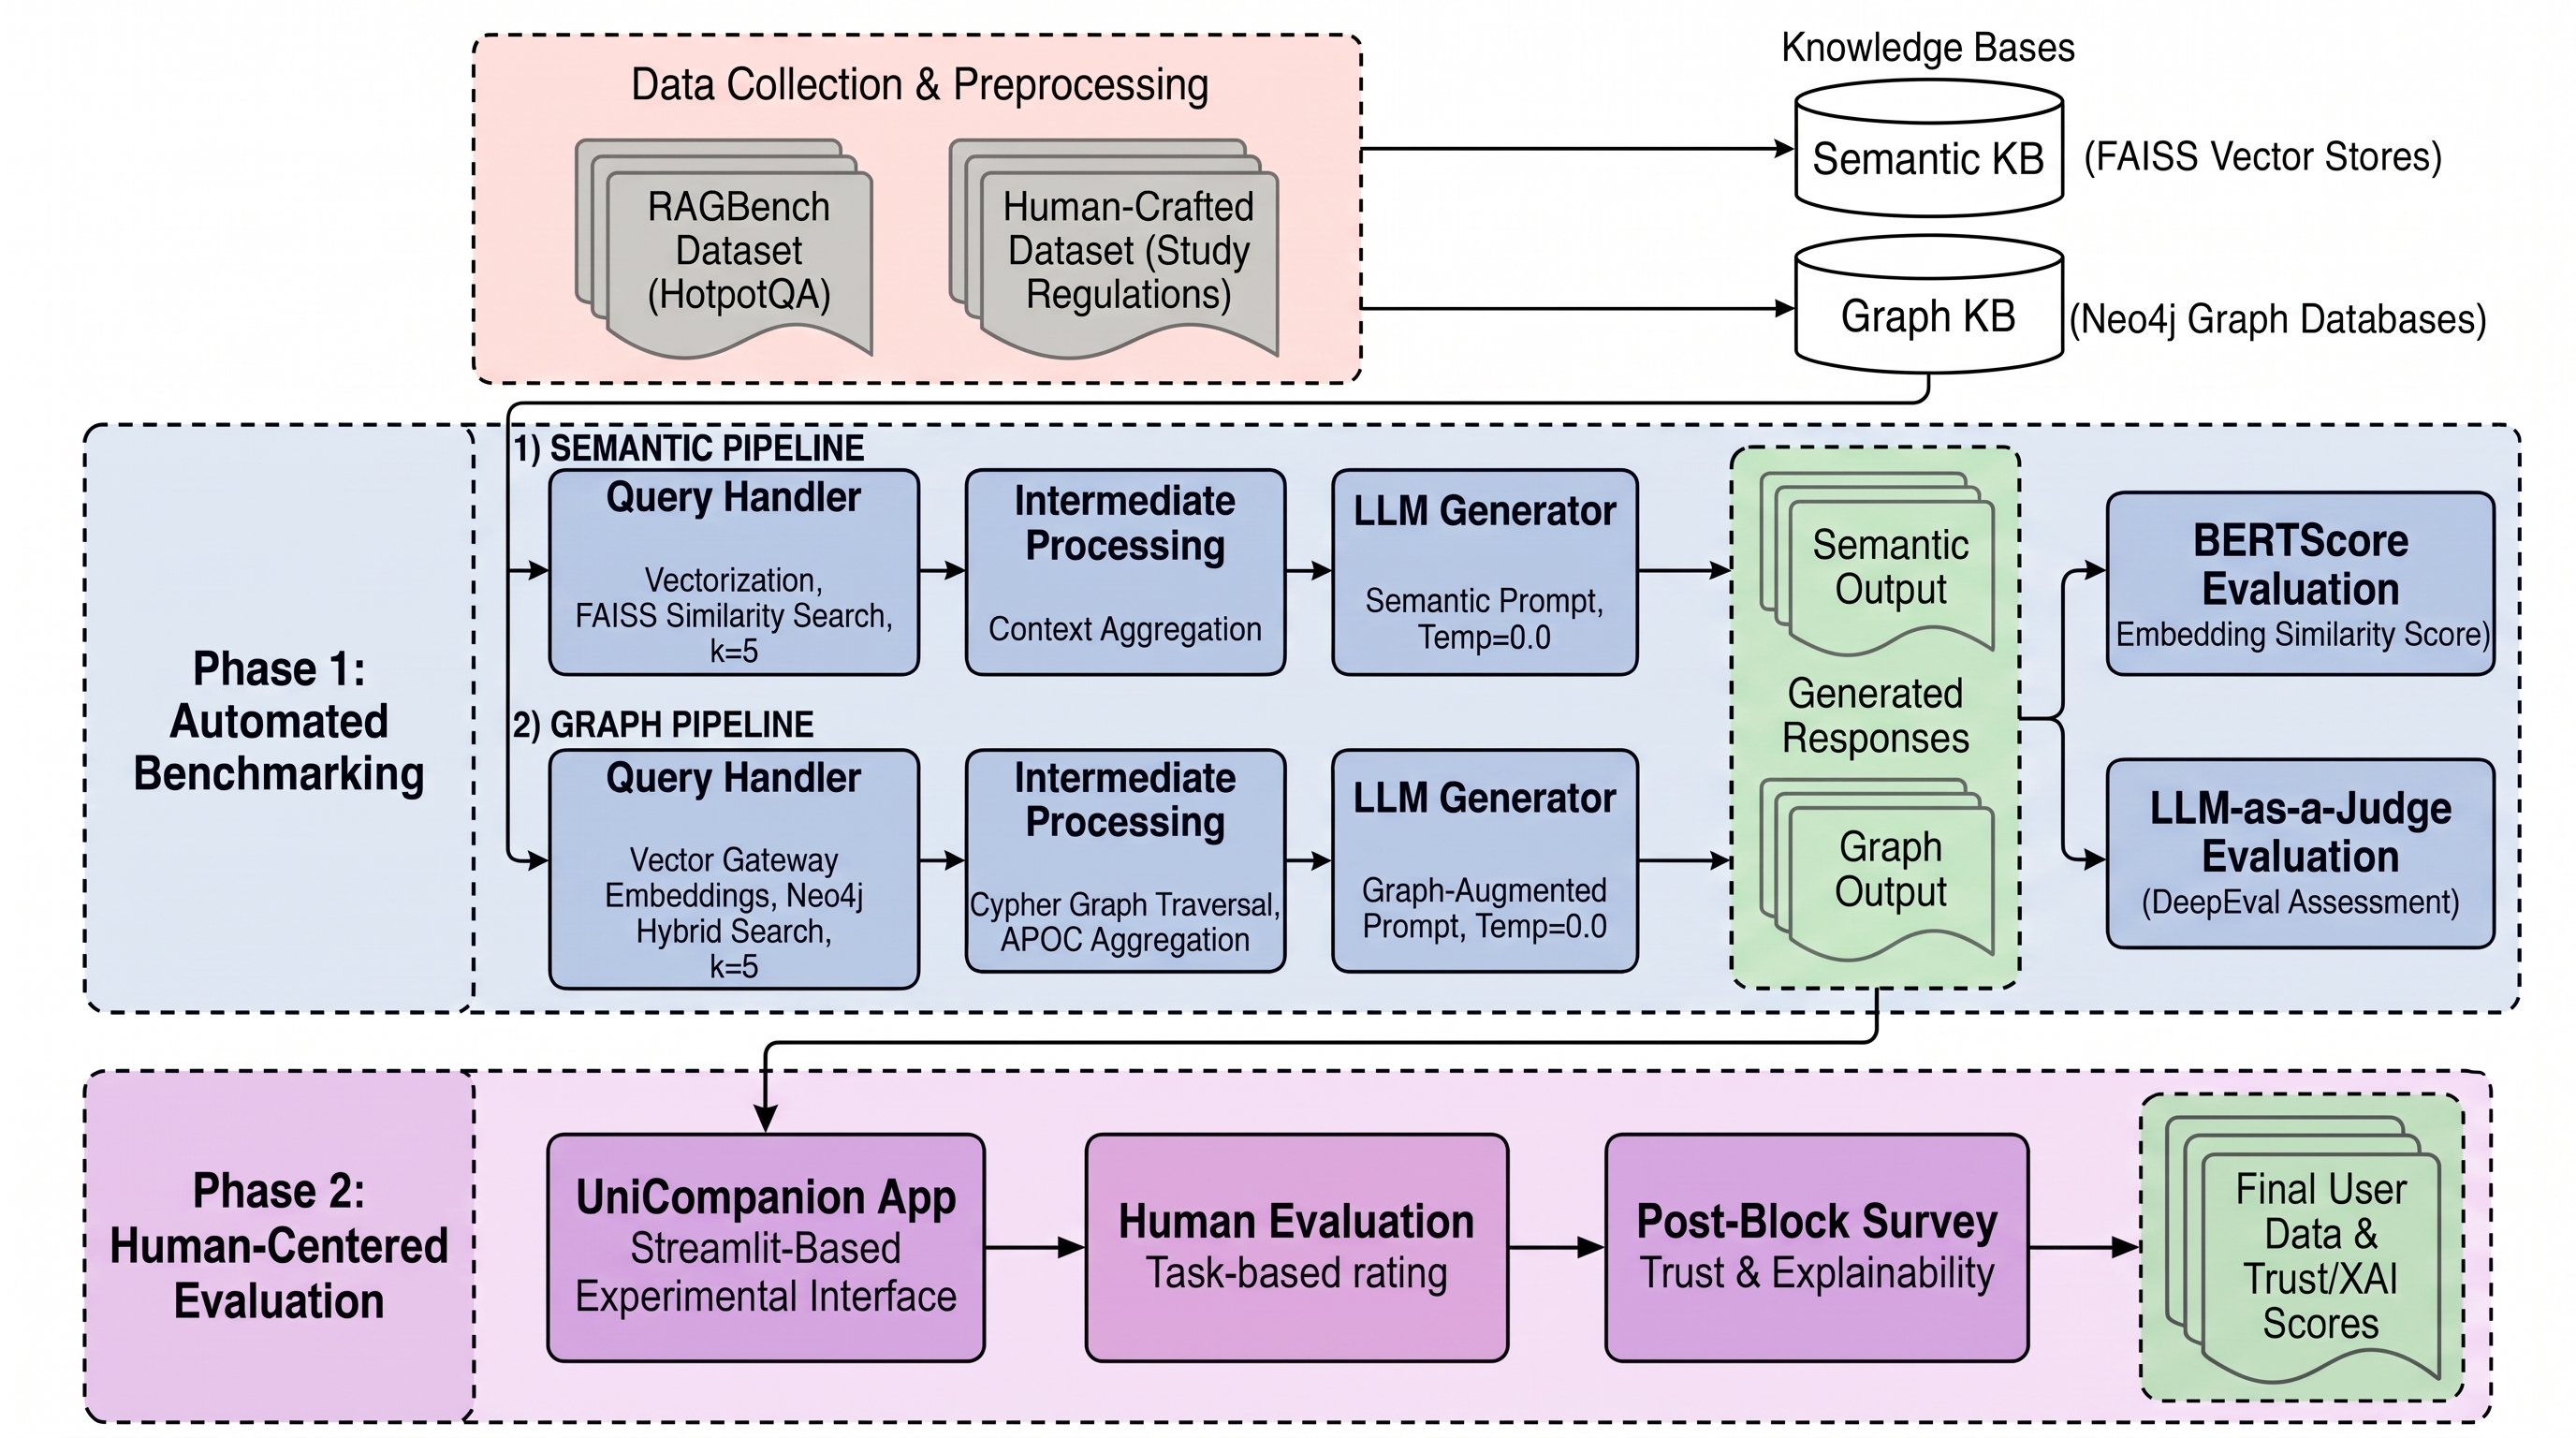 Data Collection & Preprocessing
RAGBench
Dataset
(HotpotQA)
Human-Crafted
Dataset (Study
Regulations)
Knowledge Bases
Semantic KB
(FAISS Vector Stores)
Graph KB
(Neo4j Graph Databases)
Phase 1:
Automated
Benchmarking
1) SEMANTIC PIPELINE
Query Handler
Vectorization,
FAISS Similarity Search,
k=5
Intermediate
Processing
Context Aggregation
LLM Generator
Semantic Prompt,
Temp=0.0
2) GRAPH PIPELINE
Query Handler
Vector Gateway
Embeddings, Neo4j
Hybrid Search,
k=5
Intermediate
Processing
Cypher Graph Traversal,
APOC Aggregation
LLM Generator
Graph-Augmented
Prompt, Temp=0.0
Semantic
Output
Generated
Responses
Graph
Output
BERTScore
Evaluation
Embedding Similarity Score)
LLM-as-a-Judge
Evaluation
(DeepEval Assessment)
Phase 2:
Human-Centered
Evaluation
UniCompanion App
Streamlit-Based
Experimental Interface
Human Evaluation
Task-based rating
Post-Block Survey
Trust & Explainability
Final User
Data &
Trust/XAI
Scores